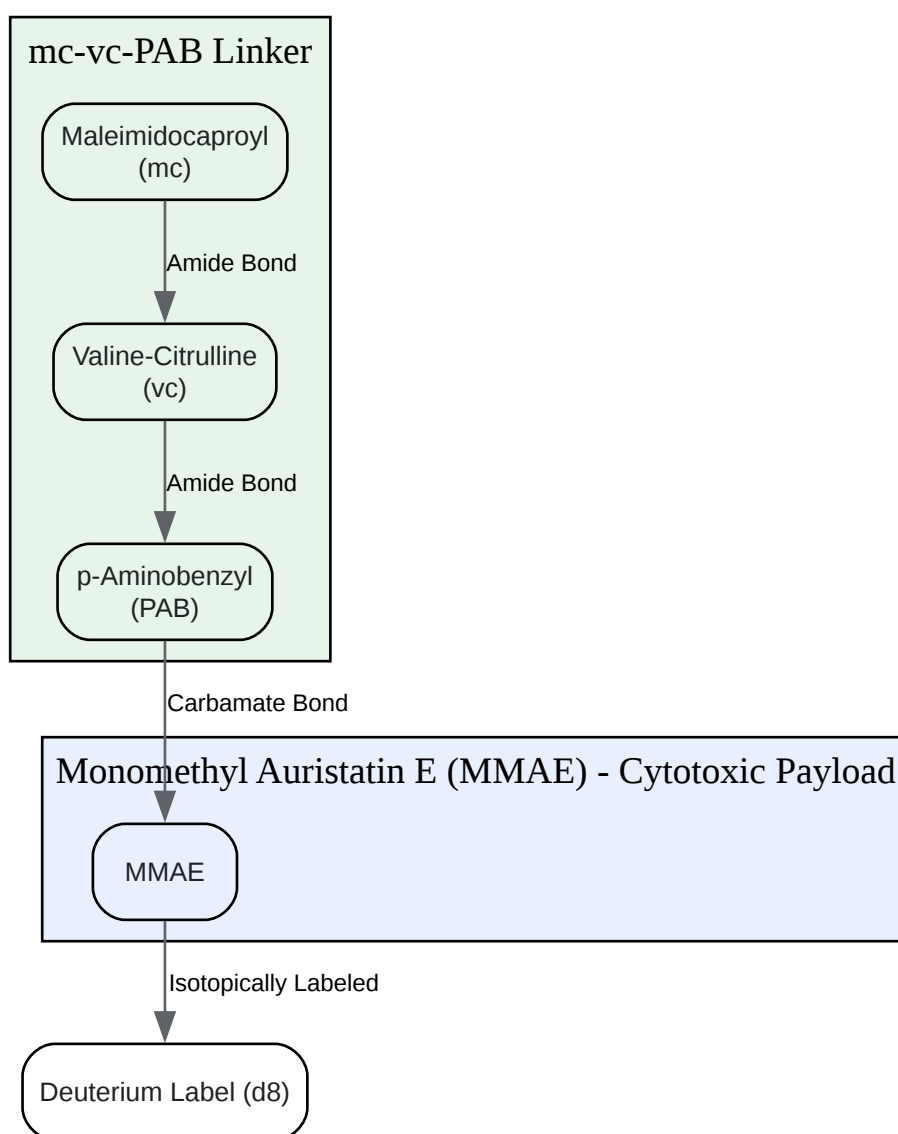 mc-vc-PAB Linker
Maleimidocaproyl
(mc)
Amide Bond
Valine-Citrulline
(vc)
Amide Bond
p-Aminobenzyl
(PAB)
Carbamate Bond
Monomethyl Auristatin E (MMAE) - Cytotoxic Payload
MMAE
Isotopically Labeled
Deuterium Label (d8)